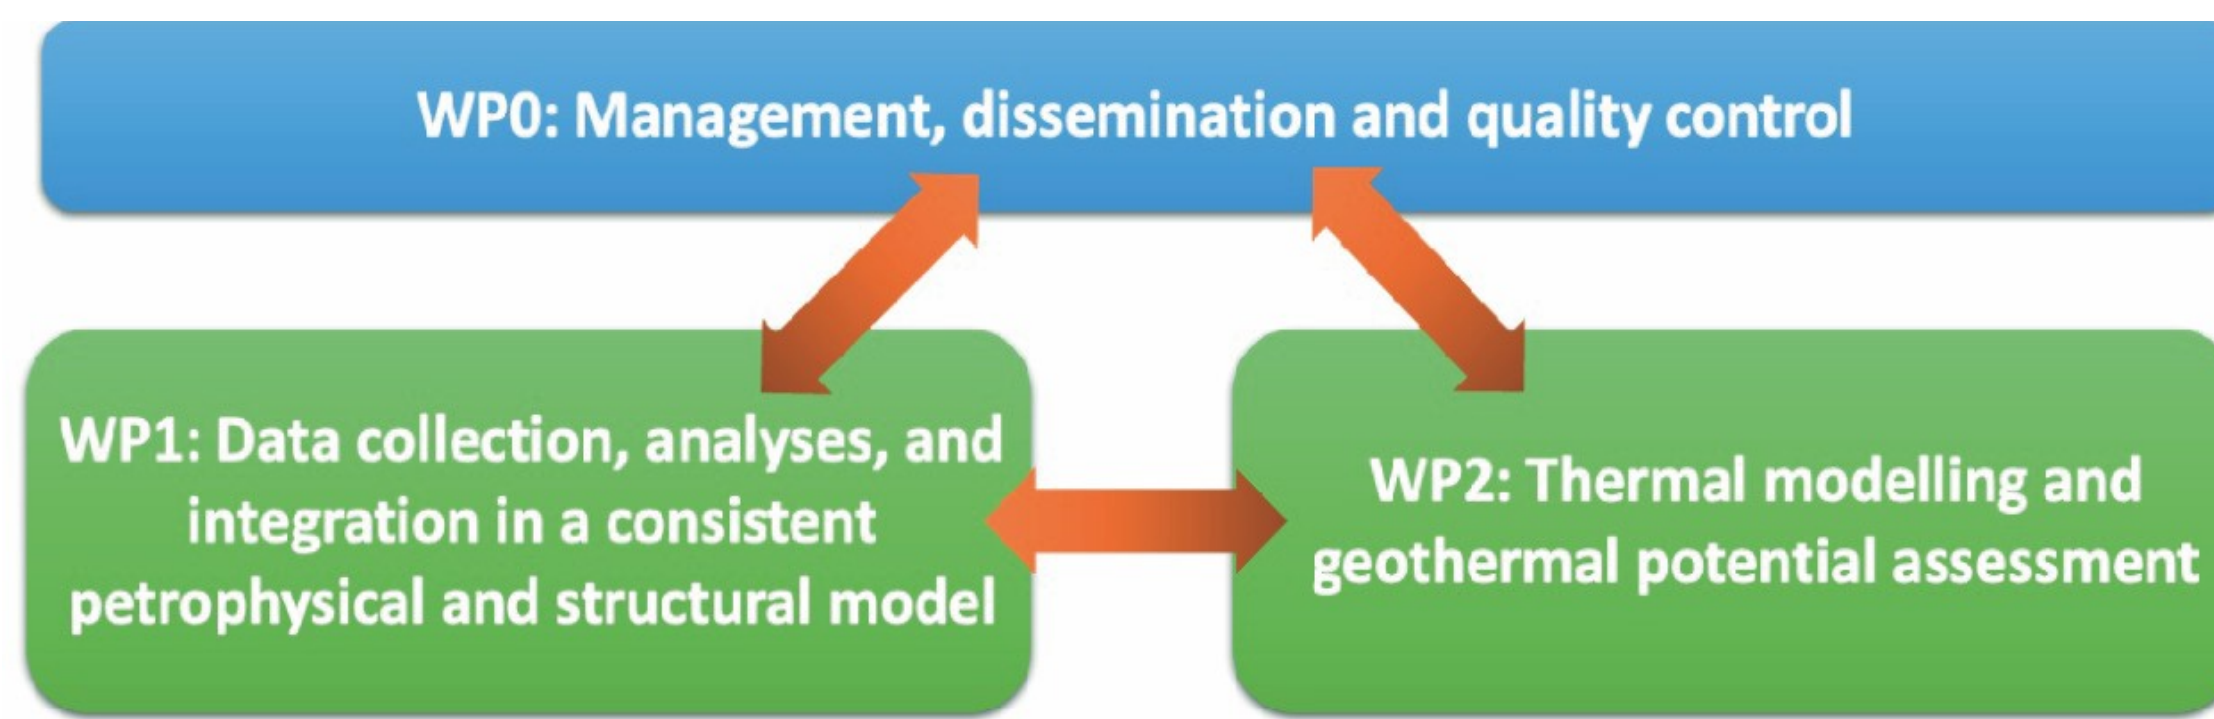 WP0: Management, dissemination and quality control
WP1: Data collection, analyses, and
integration in a consistent
petrophysical and structural model
WP2: Thermal modelling and
geothermal potential assessment